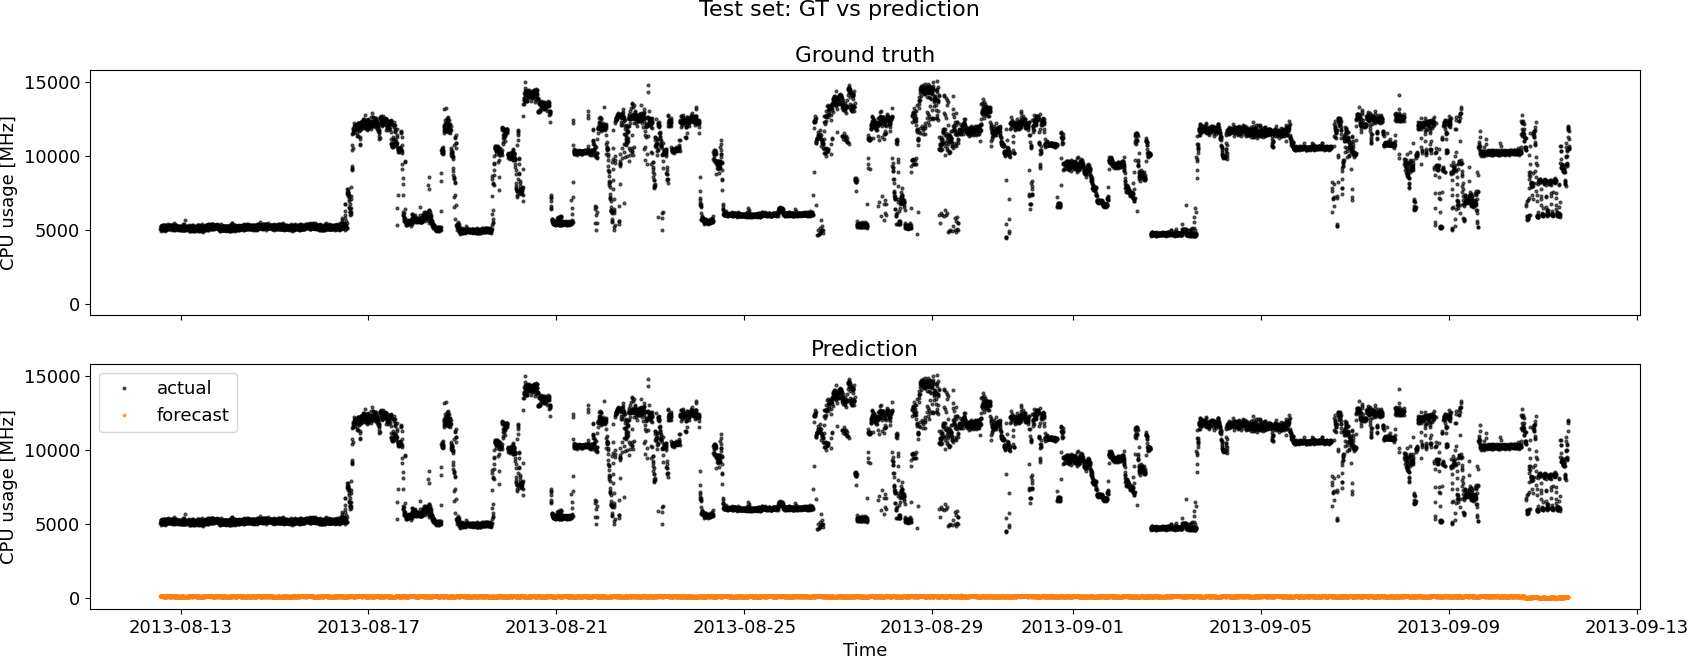 Test set: GT vs prediction
Ground truth
CPU usage [MHz]
15000
10000
5000
0
Prediction
CPU usage [MHz]
15000
10000
5000
0
actual
forecast
2013-08-13 2013-08-17 2013-08-21 2013-08-25 2013-08-29 2013-09-01 2013-09-05 2013-09-09 2013-09-13
Time